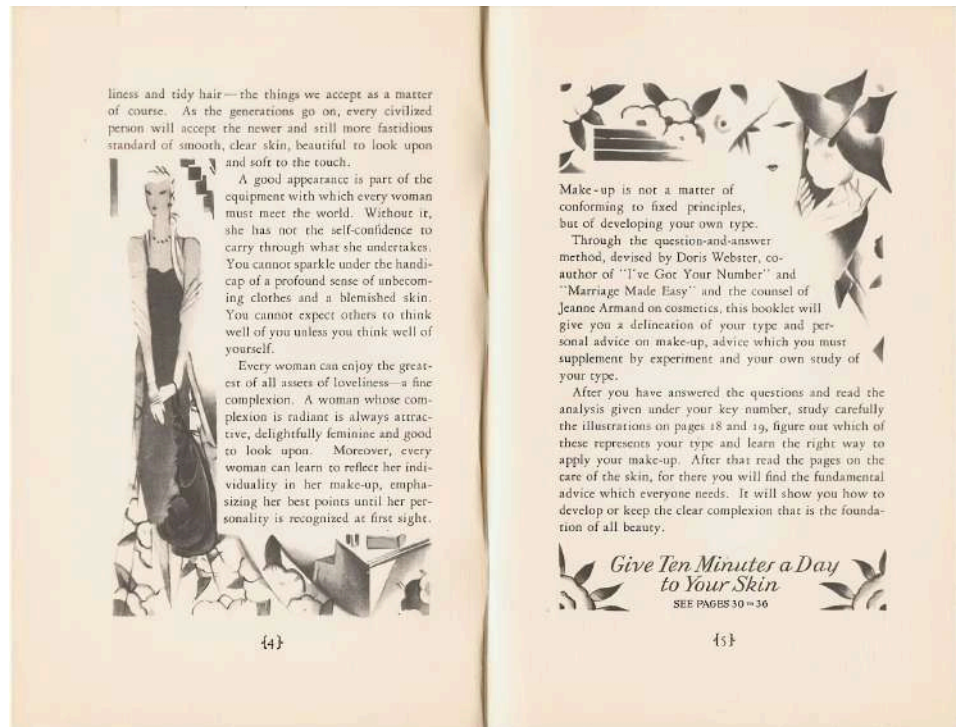 liness and tidy hair—the things we accept as a matter
of course. As the generations go on, every civilized
person will accept the newer and still more fastidious
standard of smooth, clear skin, beautiful to look upon
and soft to the touch.
A good appearance is part of the
equipment with which every woman
must meet the world. Without it,
she has not the self-confidence to
carry through what she undertakes.
You cannot sparkle under the handi-
cap of a profound sense of unbecom-
ing clothes and a blemished skin.
You cannot expect others to think
well of you unless you think well of
yourself.
Every woman can enjoy the great-
est of all assets of loveliness—a fine
complexion. A woman whose com-
plexion is radiant is always attrac-
tive, delightfully feminine and good
to look upon. Moreover, every
woman can learn to reflect her indi-
viduality in her make-up, empha-
sizing her best points until her per-
sonality is recognized at first sight.
{4}
Make-up is not a matter of
conforming to fixed principles,
but of developing your own type.
Through the question-and-answer
method, devised by Doris Webster, co-
author of "I've Got Your Number" and
"Marriage Made Easy" and the counsel of
Jeanne Armand on cosmetics, this booklet will
give you a delineation of your type and per-
sonal advice on make-up, advice which you must
supplement by experiment and your own study of
your type.
After you have answered the questions and read the
analysis given under your key number, study carefully
the illustrations on pages 18 and 19, figure out which of
these represents your type and learn the right way to
apply your make-up. After that read the pages on the
care of the skin, for there you will find the fundamental
advice which everyone needs. It will show you how to
develop or keep the clear complexion that is the founda-
tion of all beauty.
Give Ten Minutes a Day
to Your Skin
SEE PAGES 30 to 36
{5}